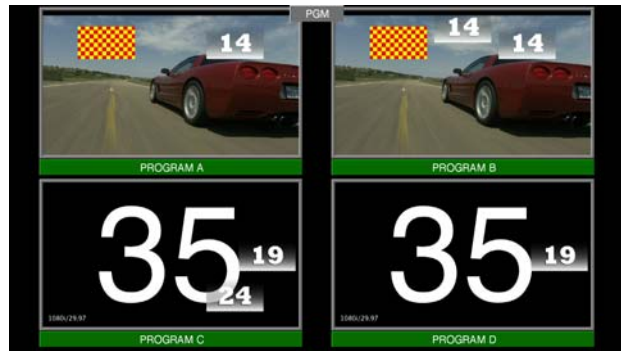 PGM
14
14
14
PROGRAM A
PROGRAM B
35
19
24
1080i/29.97
35
19
1080i/29.97
PROGRAM C
PROGRAM D